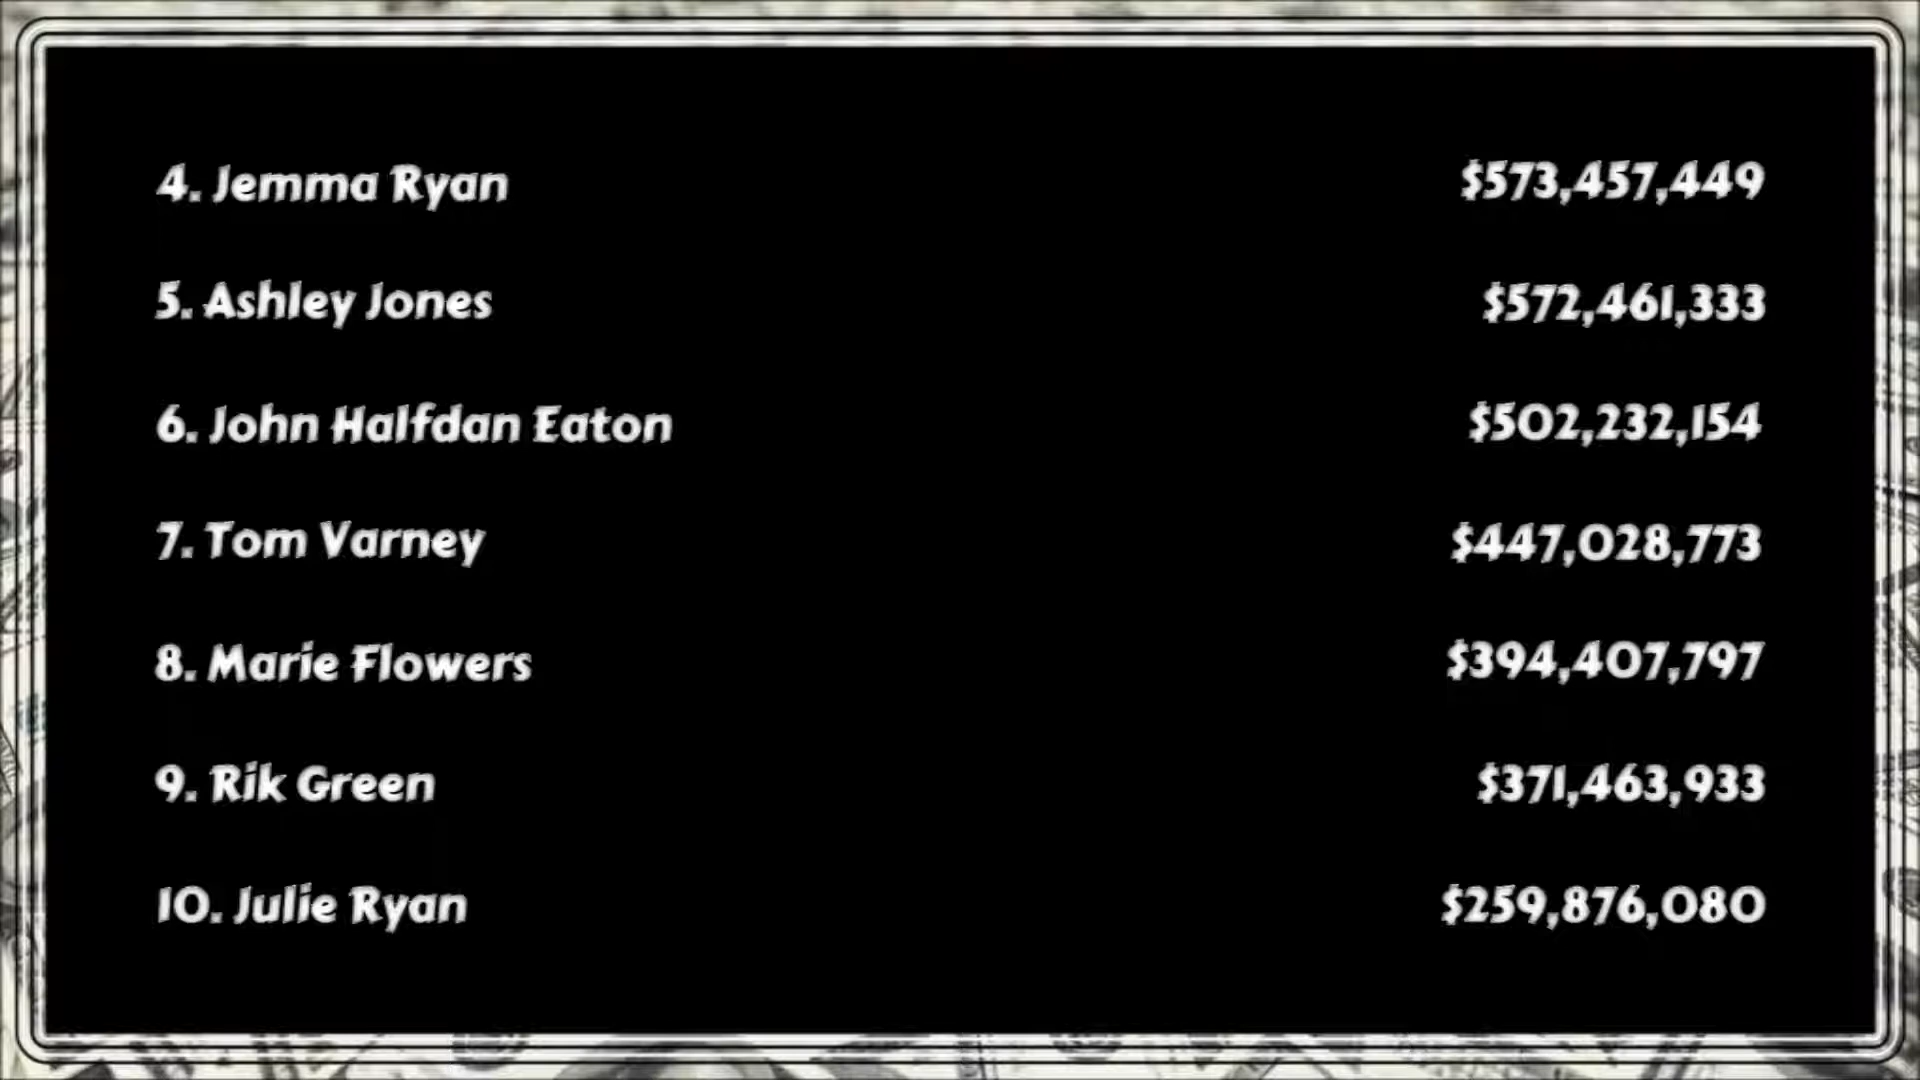 4. Jemma Ryan $573,457,449
5. Ashley Jones $572,461,333
6. John Halfdan Eaton $502,232,154
7. Tom Varney $447,028,773
8. Marie Flowers $394,407,797
9. Rik Green $371,463,933
10. Julie Ryan $259,876,080